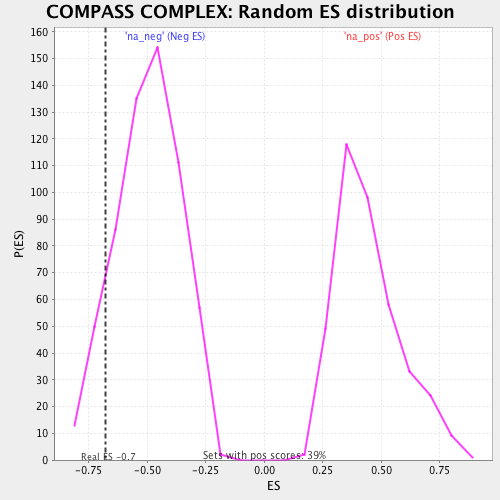 COMPASS COMPLEX: Random ES distribution
'na_neg' (Neg ES) 'na_pos' (Pos ES)
160
150
140
130
120
110
100
90
80
70
60
50
40
30
20
10
0
P(ES)
Real ES -0.7 Sets with pos scores: 39%
-0.75 -0.50 -0.25 0.00 0.25 0.50 0.75
ES